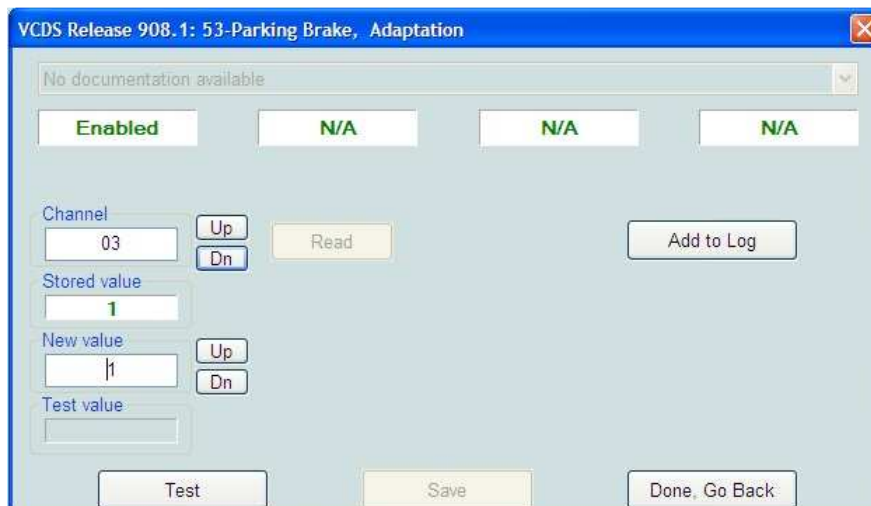 VCDS Release 908.1: 53-Parking Brake, Adaptation
No documentation available
Enabled N/A N/A N/A
Channel
03 Up Read Add to Log
Dn
Stored value
1
New value
1 Up
Dn
Test value
Test Save Done, Go Back